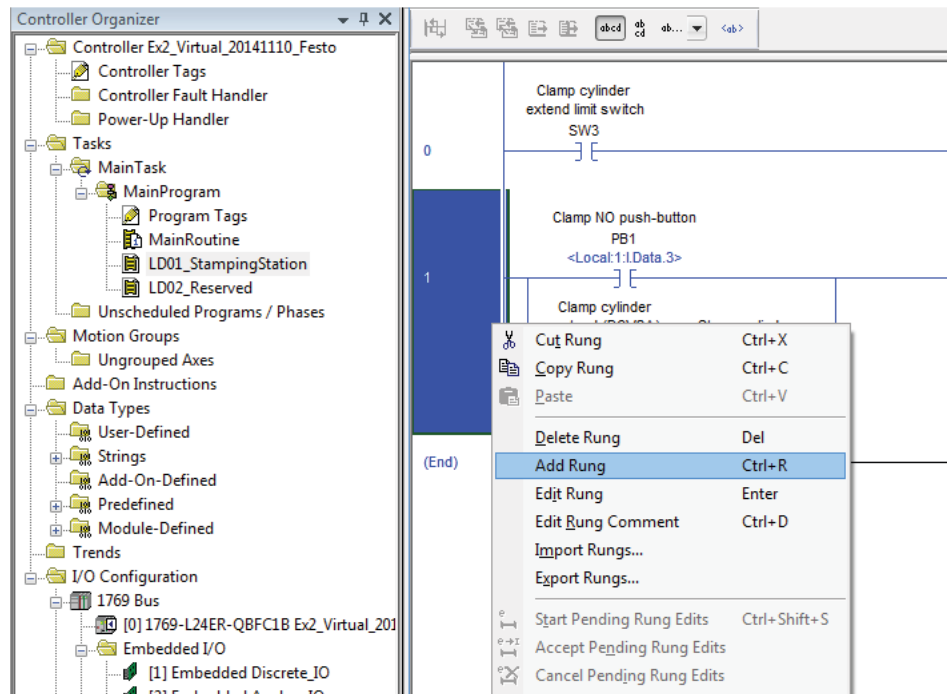 Controller Organizer
Controller Ex2_Virtual_20141110_Festo
Controller Tags
Controller Fault Handler
Power-Up Handler
Tasks
MainTask
MainProgram
Program Tags
MainRoutine
LD01_StampingStation
LD02_Reserved
Unscheduled Programs / Phases
Motion Groups
Ungrouped Axes
Add-On Instructions
Data Types
User-Defined
Strings
Add-On-Defined
Predefined
Module-Defined
Trends
I/O Configuration
1769 Bus
[0] 1769-L24ER-QBFC1B Ex2_Virtual_201
Embedded I/O
[1] Embedded Discrete_IO
abcd ab cd ab... <ab>
Clamp cylinder
extend limit switch
SW3
0
Clamp NO push-button
PB1
<Local:1:I.Data.3>
1
Clamp cylinder
(End)
Cut Rung Ctrl+X
Copy Rung Ctrl+C
Paste Ctrl+V
Delete Rung Del
Add Rung Ctrl+R
Edit Rung Enter
Edit Rung Comment Ctrl+D
Import Rungs...
Export Rungs...
Start Pending Rung Edits Ctrl+Shift+S
Accept Pending Rung Edits
Cancel Pending Rung Edits